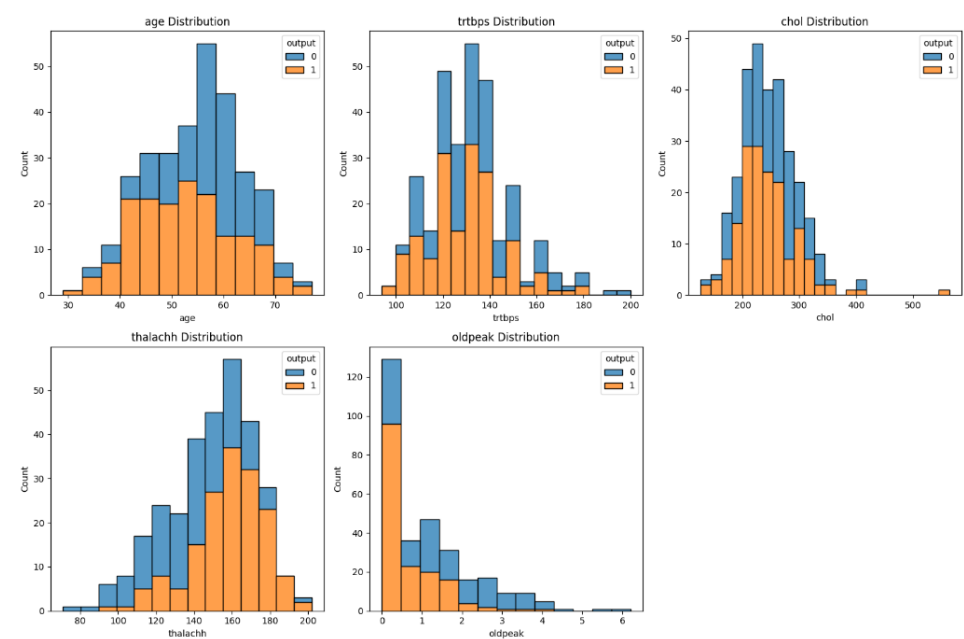 age Distribution
output
0
1
50
40
30
20
10
0
Count
30 40 50 60 70
age
trtbps Distribution
output
0
1
50
40
30
20
10
0
Count
100 120 140 160 180 200
trtbps
chol Distribution
output
0
1
50
40
30
20
10
0
Count
200 300 400 500
chol
thalachh Distribution
output
0
1
50
40
30
20
10
0
Count
80 100 120 140 160 180 200
thalachh
oldpeak Distribution
output
0
1
120
100
80
60
40
20
0
Count
0 1 2 3 4 5 6
oldpeak